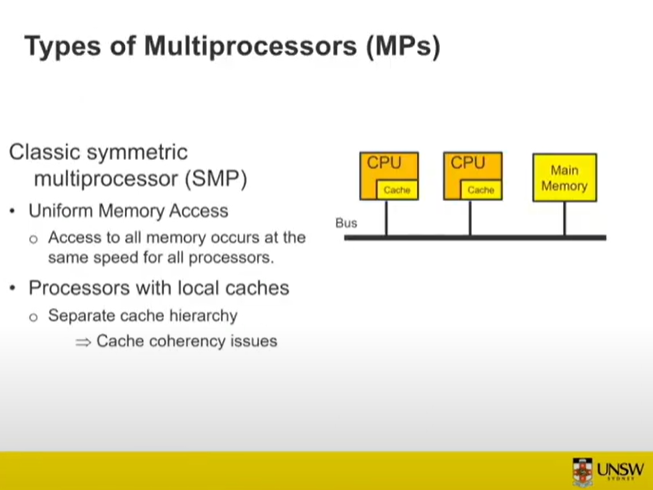 Types of Multiprocessors (MPs)
Classic symmetric
multiprocessor (SMP)
• Uniform Memory Access
o Access to all memory occurs at the
same speed for all processors.
• Processors with local caches
o Separate cache hierarchy
⇒ Cache coherency issues
CPU
Cache
CPU
Cache
Main
Memory
Bus
UNSW
SYDNEY